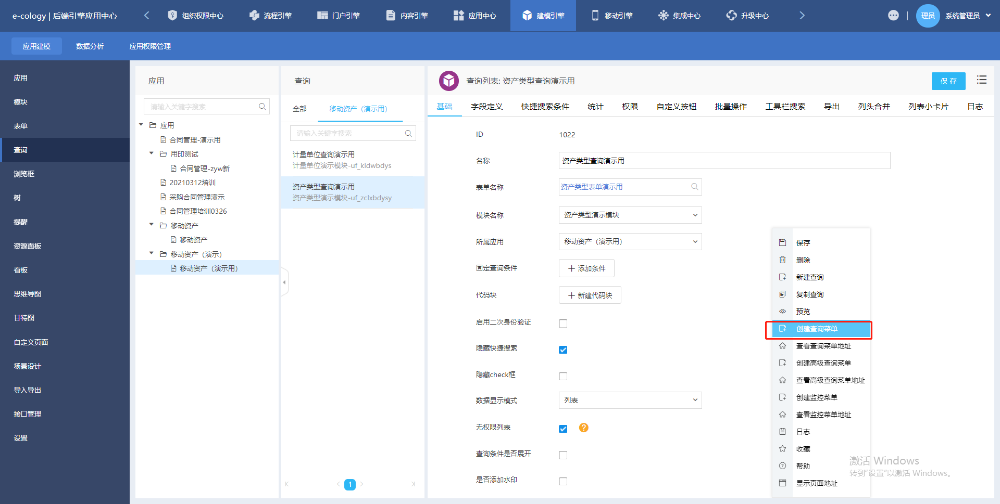 e-cology | 后端引擎应用中心
组织权限中心
流程引擎
门户引擎
内容引擎
应用中心
建模引擎
移动引擎
集成中心
升级中心
理员
系统管理员
应用建模
数据分析
应用权限管理
应用
模块
表单
查询
浏览框
树
提醒
资源面板
看板
思维导图
甘特图
自定义页面
场景设计
导入导出
接口管理
设置
应用
请输入关键字搜索
应用
合同管理-演示用
用印测试
合同管理-zyw新
20210312培训
采购合同管理演示
合同管理培训0326
移动资产
移动资产
移动资产（演示）
移动资产（演示用）
查询
全部
移动资产（演示用）
请输入关键字搜索
计量单位查询演示用
计量单位演示模块-uf_kldwbdys
资产类型查询演示用
资产类型演示模块-uf_zclxbdysy
1
查询列表: 资产类型查询演示用
保 存
基础
字段定义
快捷搜索条件
统计
权限
自定义按钮
批量操作
工具栏搜索
导出
列头合并
列表小卡片
日志
ID
1022
名称
资产类型查询演示用
表单名称
资产类型表单演示用
模块名称
资产类型演示模块
所属应用
移动资产（演示用）
固定查询条件
添加条件
代码块
新建代码块
启用二次身份验证
隐藏快捷搜索
隐藏check框
数据显示模式
列表
无权限列表
?
查询条件是否展开
是否添加水印
保存
删除
新建查询
复制查询
预览
创建查询菜单
查看查询菜单地址
创建高级查询菜单
查看高级查询菜单地址
创建监控菜单
查看监控菜单地址
日志
收藏
帮助
显示页面地址
激活 Windows
转到“设置”以激活 Windows。